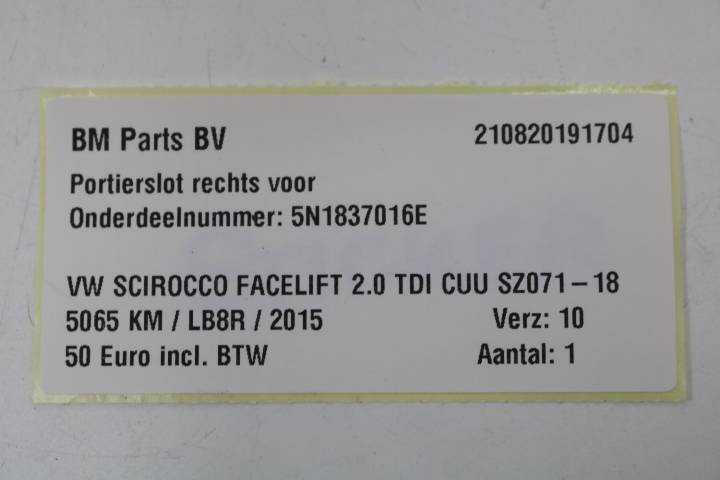 BM Parts BV 210820191704
Portierslot rechts voor
Onderdeelnummer: 5N1837016E
VW SCIROCCO FACELIFT 2.0 TDI CUU SZ071-18
5065 KM / LB8R / 2015 Verz: 10
50 Euro incl. BTW Aantal: 1